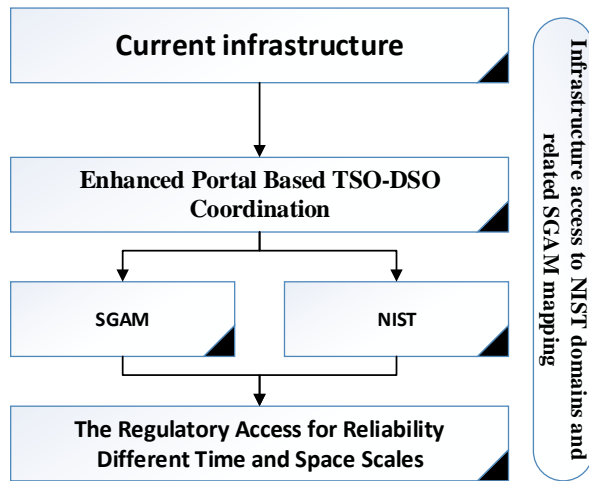 Current infrastructure
Enhanced Portal Based TSO-DSO
Coordination
SGAM
NIST
The Regulatory Access for Reliability
Different Time and Space Scales
Infrastructure access to NIST domains and
related SGAM mapping